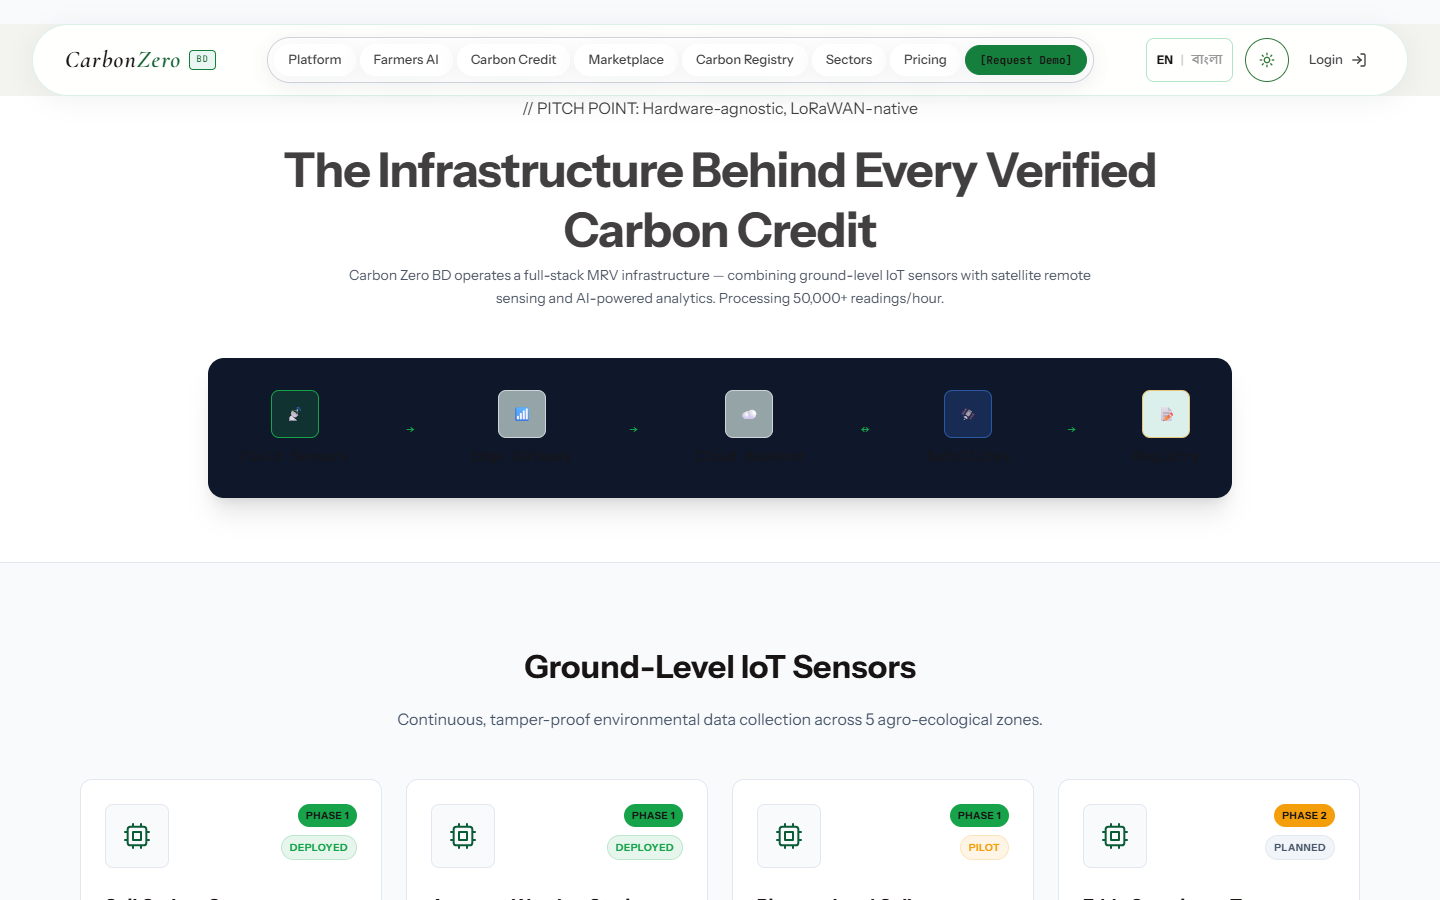 CarbonZero BD
Platform
Farmers AI
Carbon Credit
Marketplace
Carbon Registry
Sectors
Pricing
[Request Demo]
EN | বাংলা
Login
// PITCH POINT: Hardware-agnostic, LoRaWAN-native
The Infrastructure Behind Every Verified
Carbon Credit
Carbon Zero BD operates a full-stack MRV infrastructure — combining ground-level IoT sensors with satellite remote
sensing and AI-powered analytics. Processing 50,000+ readings/hour.
→ → ↔ →
Ground-Level IoT Sensors
Continuous, tamper-proof environmental data collection across 5 agro-ecological zones.
PHASE 1
DEPLOYED
PHASE 1
DEPLOYED
PHASE 1
PILOT
PHASE 2
PLANNED